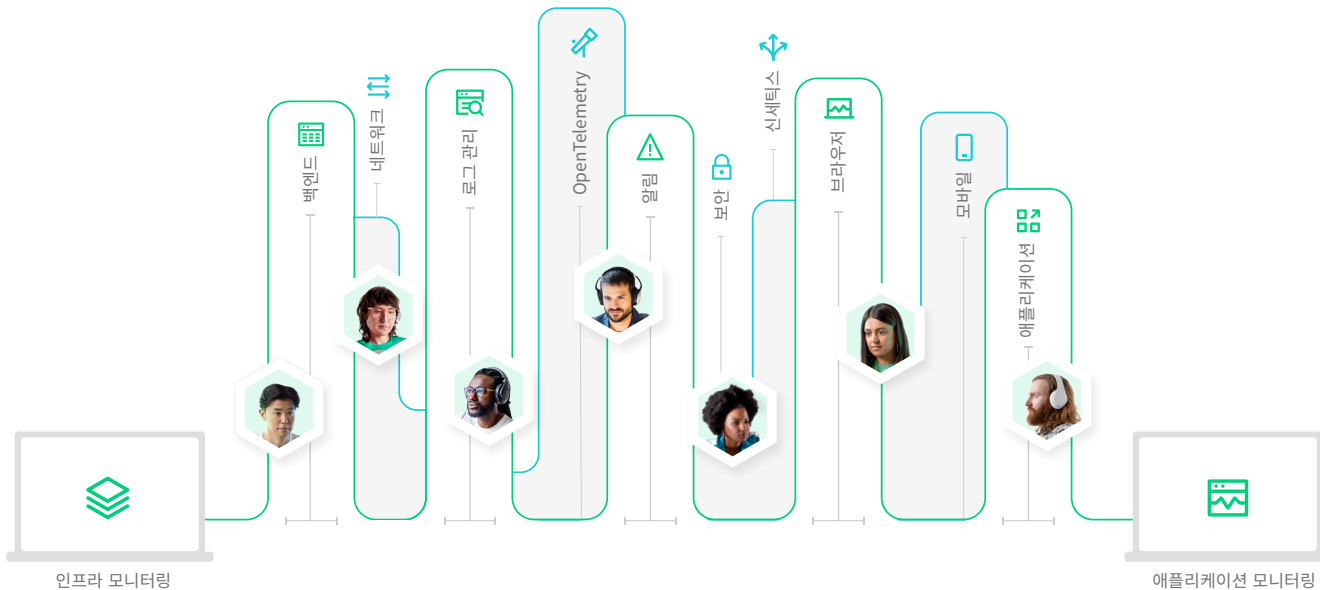 백엔드
네트워크
로그 관리
OpenTelemetry
알림
보안
신세틱스
브라우저
모바일
애플리케이션
인프라 모니터링
애플리케이션 모니터링